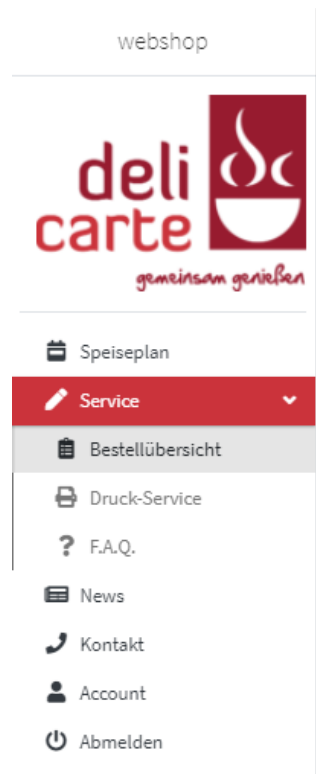 webshop
deli
carte
gemeinsam genießen
Speiseplan
Service
Bestellübersicht
Druck-Service
F.A.Q.
News
Kontakt
Account
Abmelden